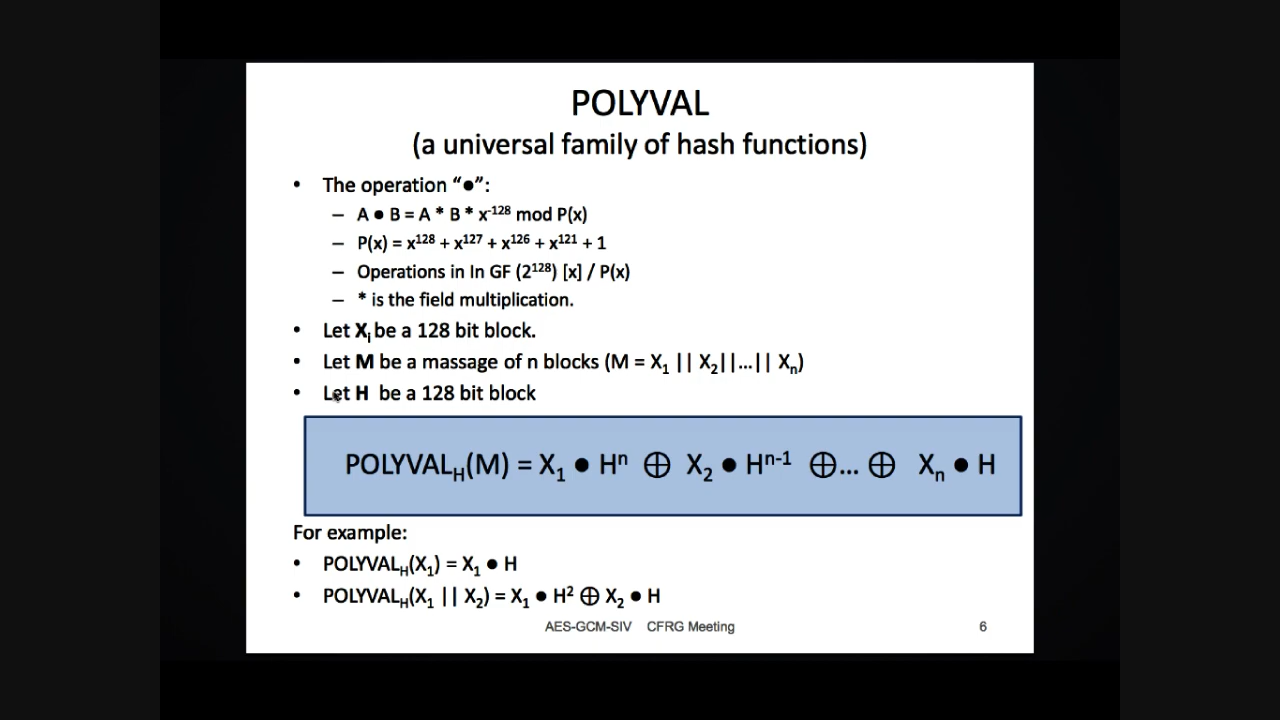 POLYVAL
(a universal family of hash functions)
• The operation “●”:
– A ● B = A * B * x⁻¹²⁸ mod P(x)
– P(x) = x¹²⁸ + x¹²⁷ + x¹²⁶ + x¹²¹ + 1
– Operations in In GF (2¹²⁸) [x] / P(x)
– * is the field multiplication.
• Let Xᵢ be a 128 bit block.
• Let M be a massage of n blocks (M = X₁ || X₂||...|| Xₙ)
• Let H be a 128 bit block
POLYVAL_H(M) = X₁ ● Hⁿ ⊕ X₂ ● Hⁿ⁻¹ ⊕... ⊕ Xₙ ● H
For example:
• POLYVAL_H(X₁) = X₁ ● H
• POLYVAL_H(X₁ || X₂) = X₁ ● H² ⊕ X₂ ● H
AES-GCM-SIV CFRG Meeting 6